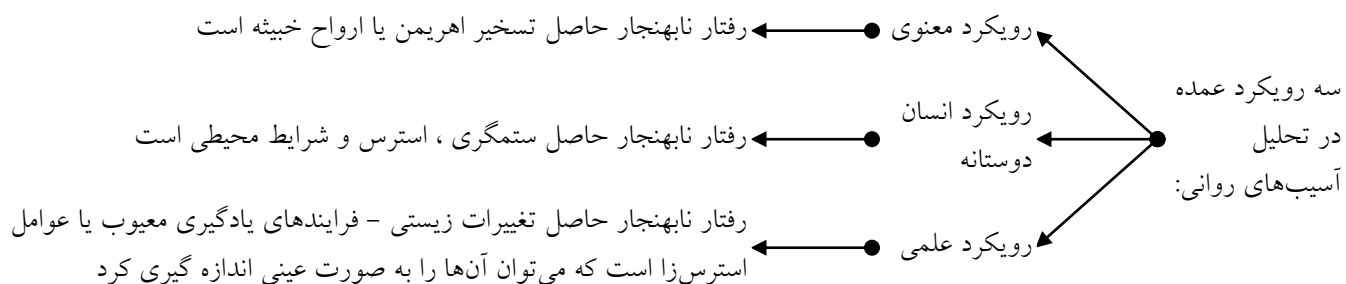 سه رویکرد عمده
در تحلیل
آسیب‌های روانی:
رویکرد معنوی
رفتار نابهنجار حاصل تسخیر اهریمن یا ارواح خبیثه است
رویکرد انسان
دوستانه
رفتار نابهنجار حاصل ستمگری ، استرس و شرایط محیطی است
رویکرد علمی
رفتار نابهنجار حاصل تغییرات زیستی – فرایندهای یادگیری معیوب یا عوامل
استرس‌زا است که می‌توان آن‌ها را به صورت عینی اندازه گیری کرد